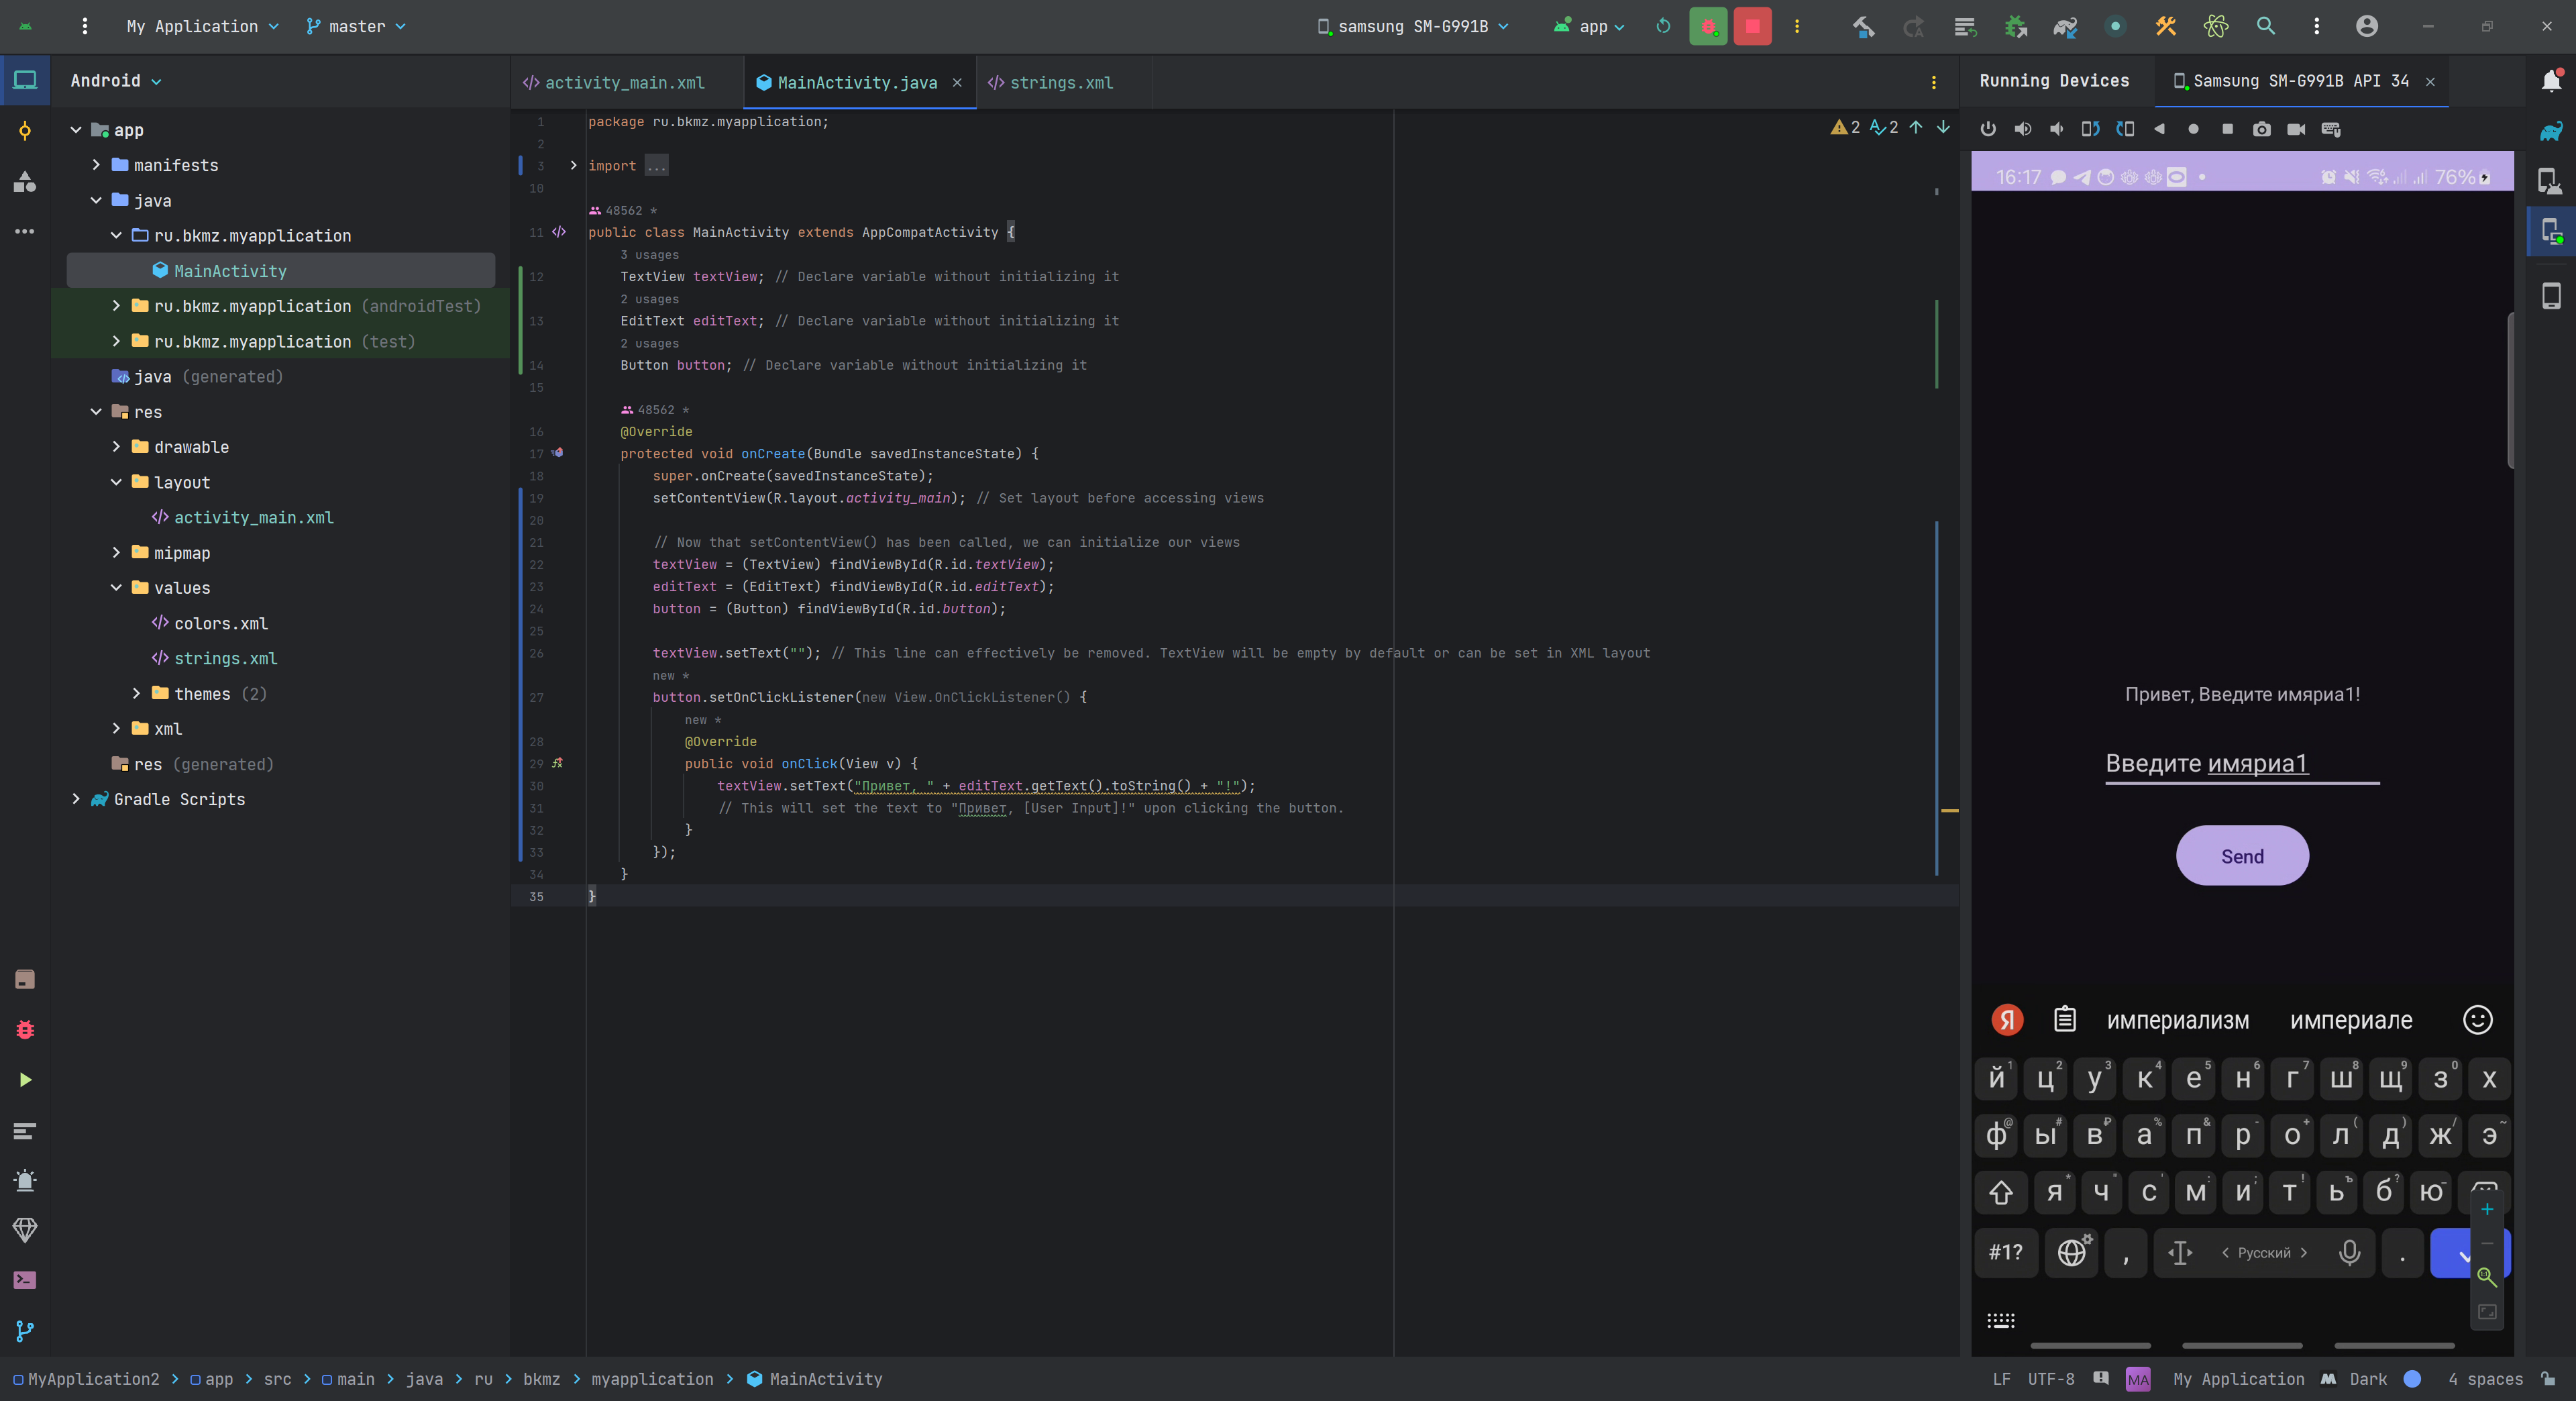 My Application
master
samsung SM-G991B
app
Android
app
manifests
java
ru.bkmz.myapplication
MainActivity
ru.bkmz.myapplication (androidTest)
ru.bkmz.myapplication (test)
java (generated)
res
drawable
layout
activity_main.xml
mipmap
values
colors.xml
strings.xml
themes (2)
xml
res (generated)
Gradle Scripts
activity_main.xml
MainActivity.java
strings.xml
2 2
1 package ru.bkmz.myapplication;
2
3 import ...
10
48562 *
11 public class MainActivity extends AppCompatActivity {
3 usages
12 TextView textView; // Declare variable without initializing it
2 usages
13 EditText editText; // Declare variable without initializing it
2 usages
14 Button button; // Declare variable without initializing it
15
48562 *
16 @Override
17 protected void onCreate(Bundle savedInstanceState) {
18 super.onCreate(savedInstanceState);
19 setContentView(R.layout.activity_main); // Set layout before accessing views
20
21 // Now that setContentView() has been called, we can initialize our views
22 textView = (TextView) findViewById(R.id.textView);
23 editText = (EditText) findViewById(R.id.editText);
24 button = (Button) findViewById(R.id.button);
25
26 textView.setText(""); // This line can effectively be removed. TextView will be empty by default or can be set in XML layout
new *
27 button.setOnClickListener(new View.OnClickListener() {
new *
28 @Override
29 public void onClick(View v) {
30 textView.setText("Привет, " + editText.getText().toString() + "!");
31 // This will set the text to "Привет, [User Input]!" upon clicking the button.
32 }
33 });
34 }
35 }
Running Devices
Samsung SM-G991B API 34
16:17
76%
Привет, Введите имяриа1!
Введите имяриа1
Send
Я империализм империале
й1 ц2 у3 к4 е5 н6 г7 ш8 щ9 з0 х
ф@ ы# в₽ а% п& р- о+ л( д) ж/ э~
я* ч" с' м: и; т! ьъ б? ю_
#1? , < Русский > .
MyApplication2 > app > src > main > java > ru > bkmz > myapplication > MainActivity
LF UTF-8 MA My Application Dark 4 spaces